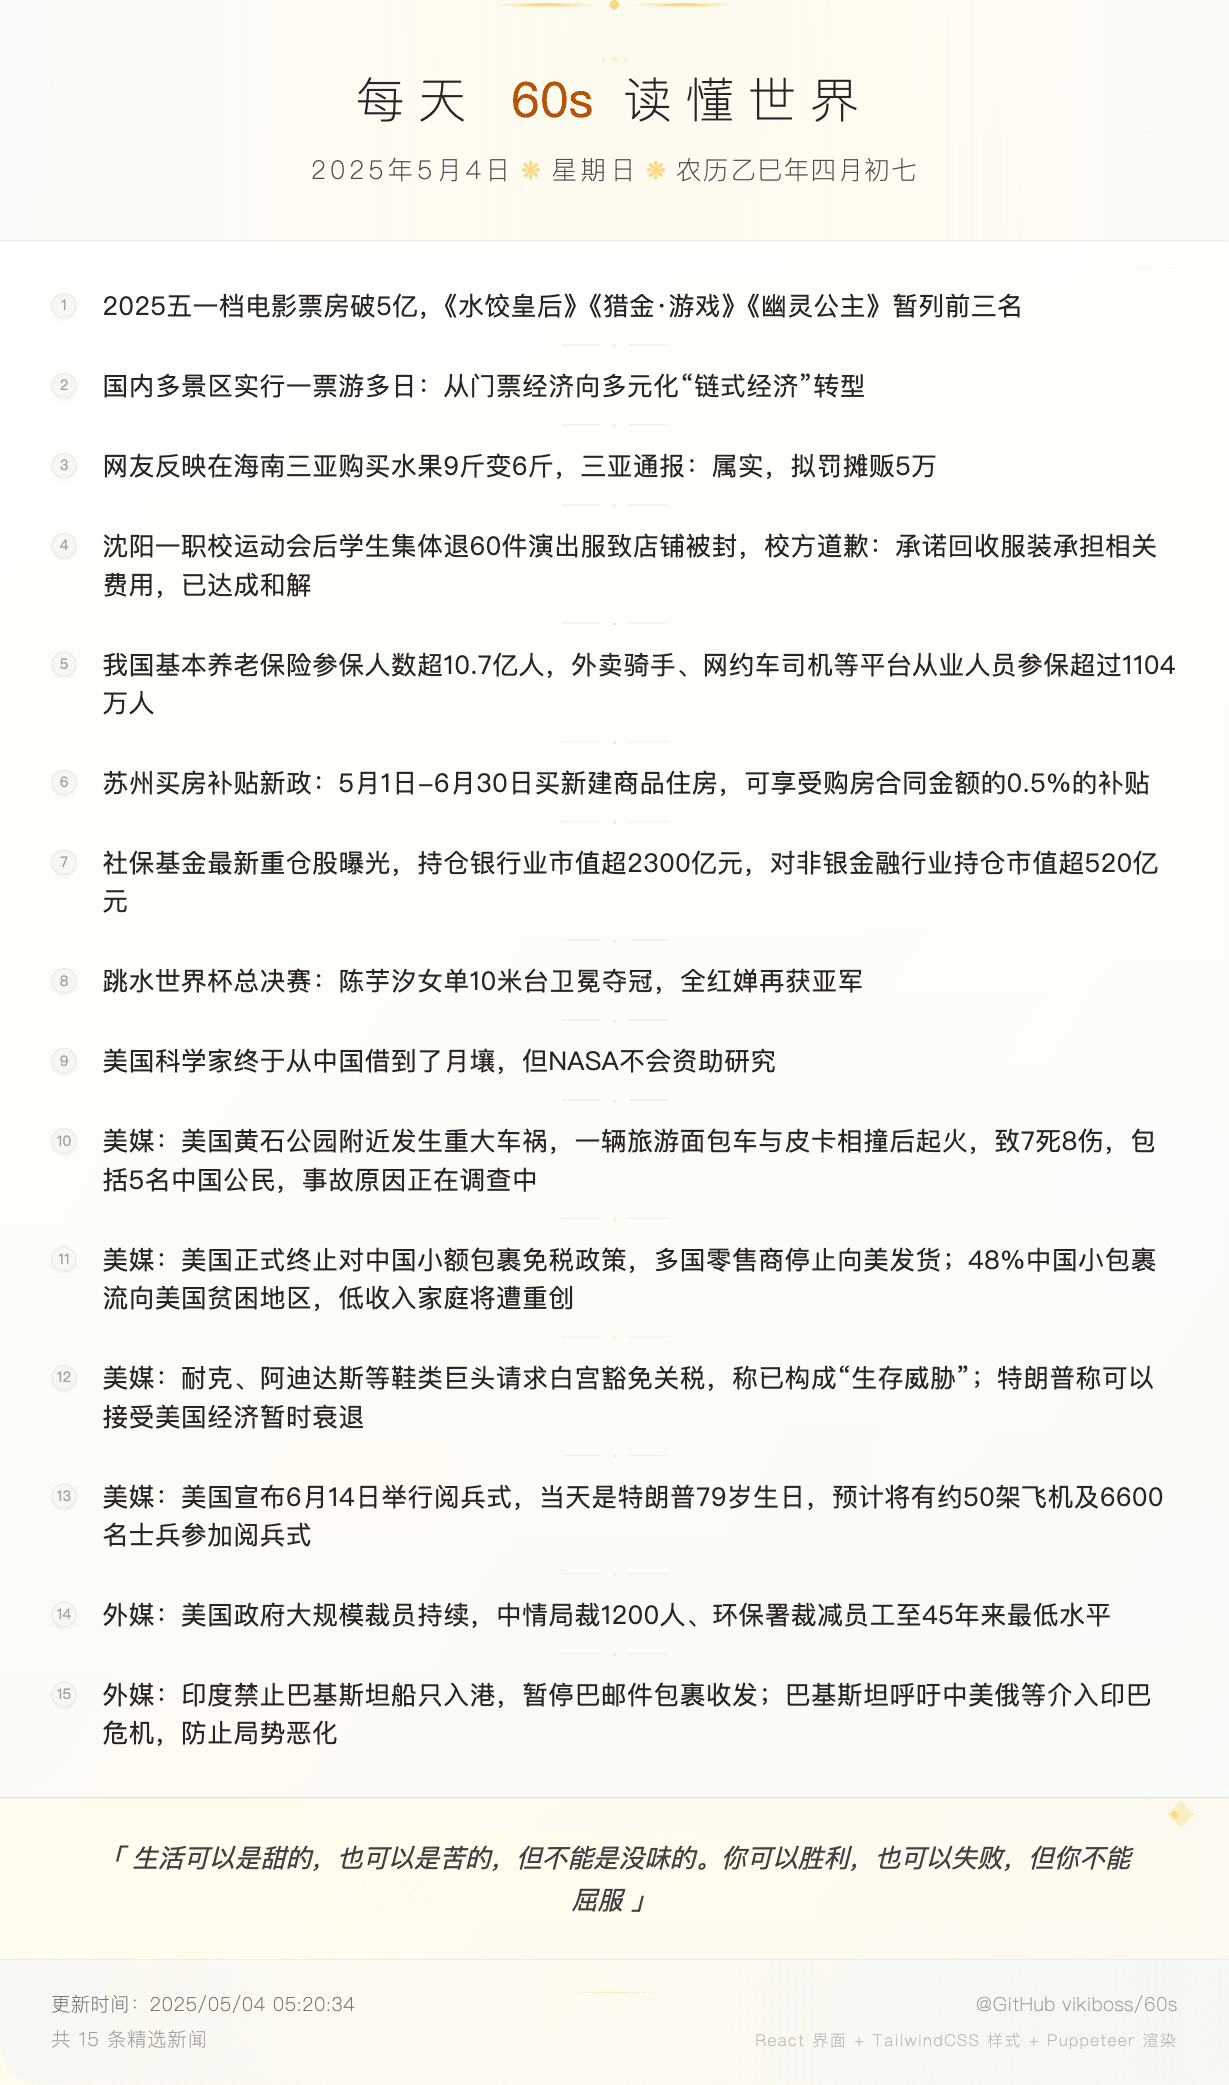 每天 60s 读懂世界
2025年5月4日 ❋ 星期日 ❋ 农历乙巳年四月初七
1 2025五一档电影票房破5亿，《水饺皇后》《猎金·游戏》《幽灵公主》暂列前三名
2 国内多景区实行一票游多日：从门票经济向多元化“链式经济”转型
3 网友反映在海南三亚购买水果9斤变6斤，三亚通报：属实，拟罚摊贩5万
4 沈阳一职校运动会后学生集体退60件演出服致店铺被封，校方道歉：承诺回收服装承担相关
费用，已达成和解
5 我国基本养老保险参保人数超10.7亿人，外卖骑手、网约车司机等平台从业人员参保超过1104
万人
6 苏州买房补贴新政：5月1日–6月30日买新建商品住房，可享受购房合同金额的0.5%的补贴
7 社保基金最新重仓股曝光，持仓银行业市值超2300亿元，对非银金融行业持仓市值超520亿
元
8 跳水世界杯总决赛：陈芋汐女单10米台卫冕夺冠，全红婵再获亚军
9 美国科学家终于从中国借到了月壤，但NASA不会资助研究
10 美媒：美国黄石公园附近发生重大车祸，一辆旅游面包车与皮卡相撞后起火，致7死8伤，包
括5名中国公民，事故原因正在调查中
11 美媒：美国正式终止对中国小额包裹免税政策，多国零售商停止向美发货；48%中国小包裹
流向美国贫困地区，低收入家庭将遭重创
12 美媒：耐克、阿迪达斯等鞋类巨头请求白宫豁免关税，称已构成“生存威胁”；特朗普称可以
接受美国经济暂时衰退
13 美媒：美国宣布6月14日举行阅兵式，当天是特朗普79岁生日，预计将有约50架飞机及6600
名士兵参加阅兵式
14 外媒：美国政府大规模裁员持续，中情局裁1200人、环保署裁减员工至45年来最低水平
15 外媒：印度禁止巴基斯坦船只入港，暂停巴邮件包裹收发；巴基斯坦呼吁中美俄等介入印巴
危机，防止局势恶化
「 生活可以是甜的，也可以是苦的，但不能是没味的。你可以胜利，也可以失败，但你不能
屈服 」
更新时间：2025/05/04 05:20:34
@GitHub vikiboss/60s
共 15 条精选新闻
React 界面 + TailwindCSS 样式 + Puppeteer 渲染